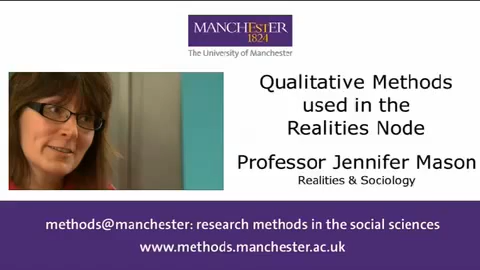 MANCHESTER
1824
The University of Manchester
Qualitative Methods
used in the
Realities Node
Professor Jennifer Mason
Realities & Sociology
methods@manchester: research methods in the social sciences
www.methods.manchester.ac.uk